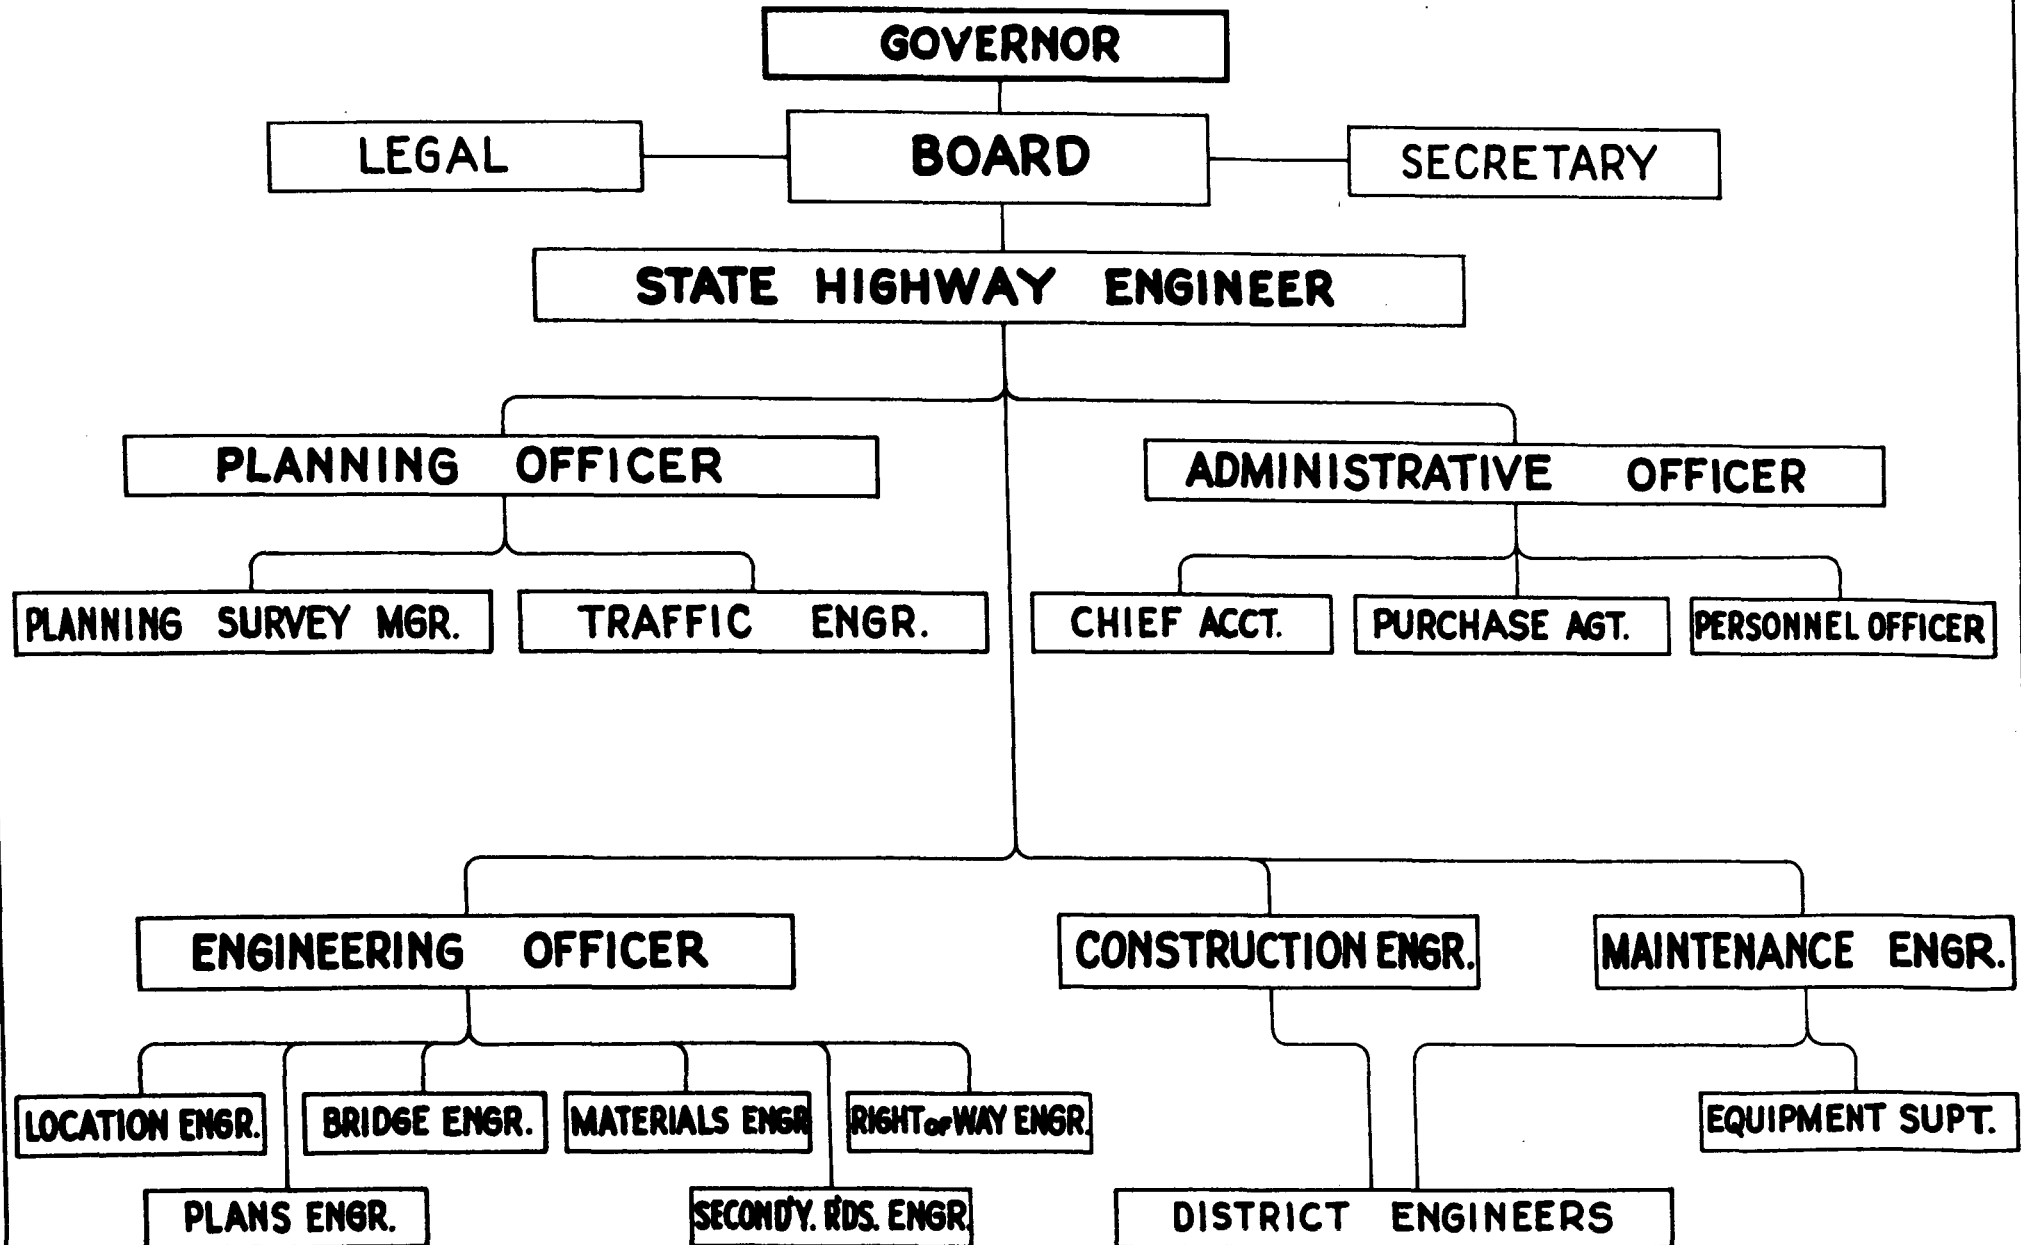 GOVERNOR
LEGAL
BOARD
SECRETARY
STATE HIGHWAY ENGINEER
PLANNING OFFICER
ADMINISTRATIVE OFFICER
PLANNING SURVEY MGR.
TRAFFIC ENGR.
CHIEF ACCT.
PURCHASE AGT.
PERSONNEL OFFICER
ENGINEERING OFFICER
CONSTRUCTION ENGR.
MAINTENANCE ENGR.
LOCATION ENGR.
BRIDGE ENGR.
MATERIALS ENGR
RIGHT OF WAY ENGR.
EQUIPMENT SUPT.
PLANS ENGR.
SECOND'Y. R'DS. ENGR.
DISTRICT ENGINEERS